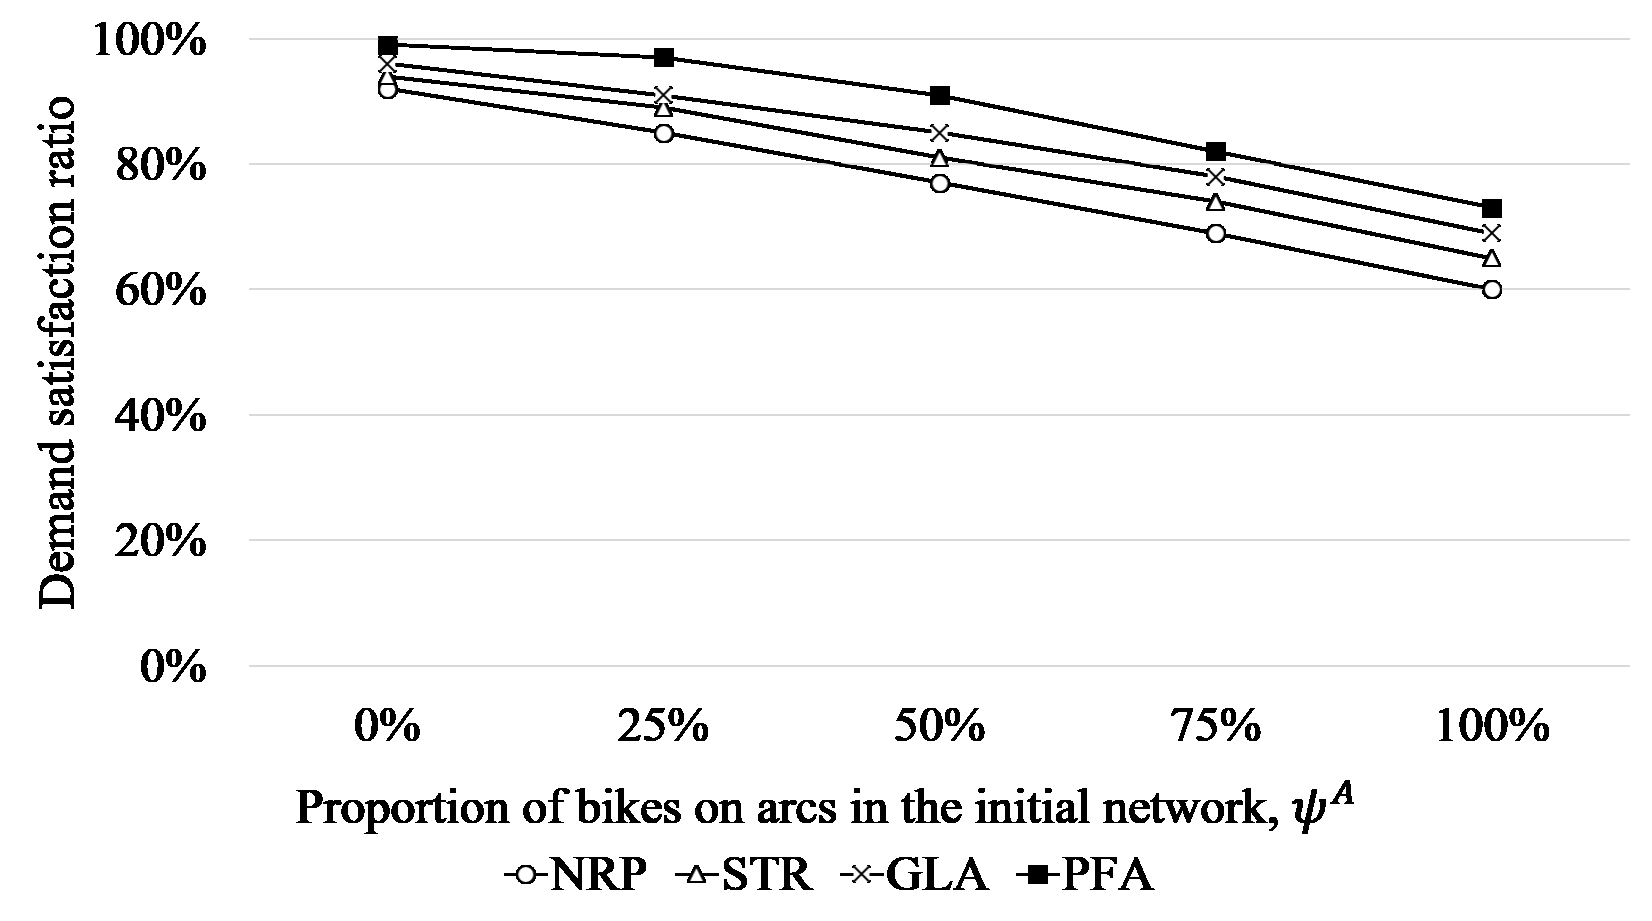 Demand satisfaction ratio
100%
80%
60%
40%
20%
0%
0% 25% 50% 75% 100%
Proportion of bikes on arcs in the initial network, ψᴬ
NRP STR GLA PFA